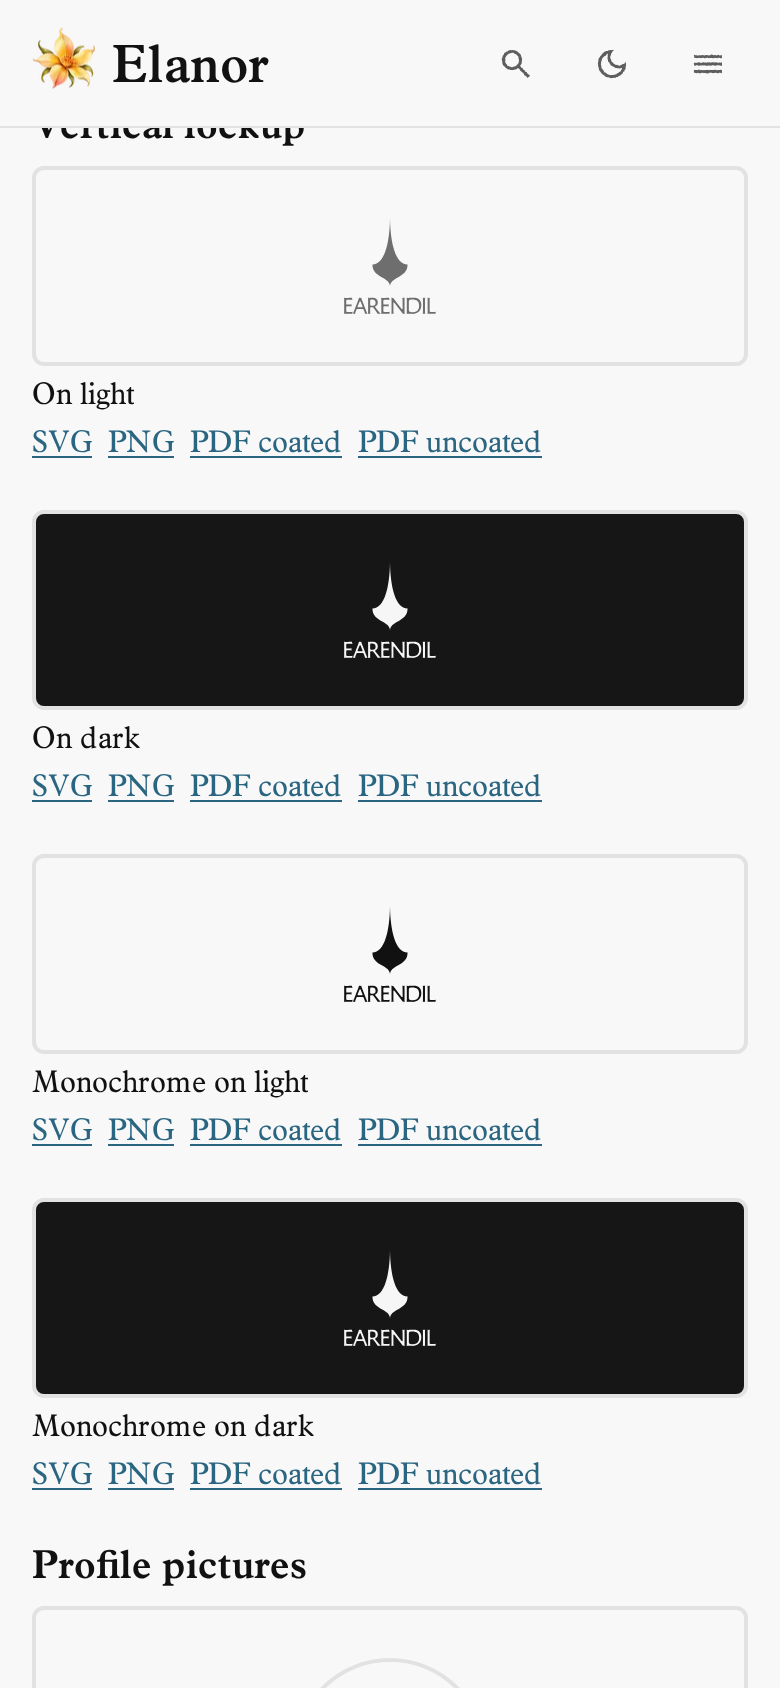 Elanor
Vertical lockup
EARENDIL
On light
SVG PNG PDF coated PDF uncoated
EARENDIL
On dark
SVG PNG PDF coated PDF uncoated
EARENDIL
Monochrome on light
SVG PNG PDF coated PDF uncoated
EARENDIL
Monochrome on dark
SVG PNG PDF coated PDF uncoated
Profile pictures